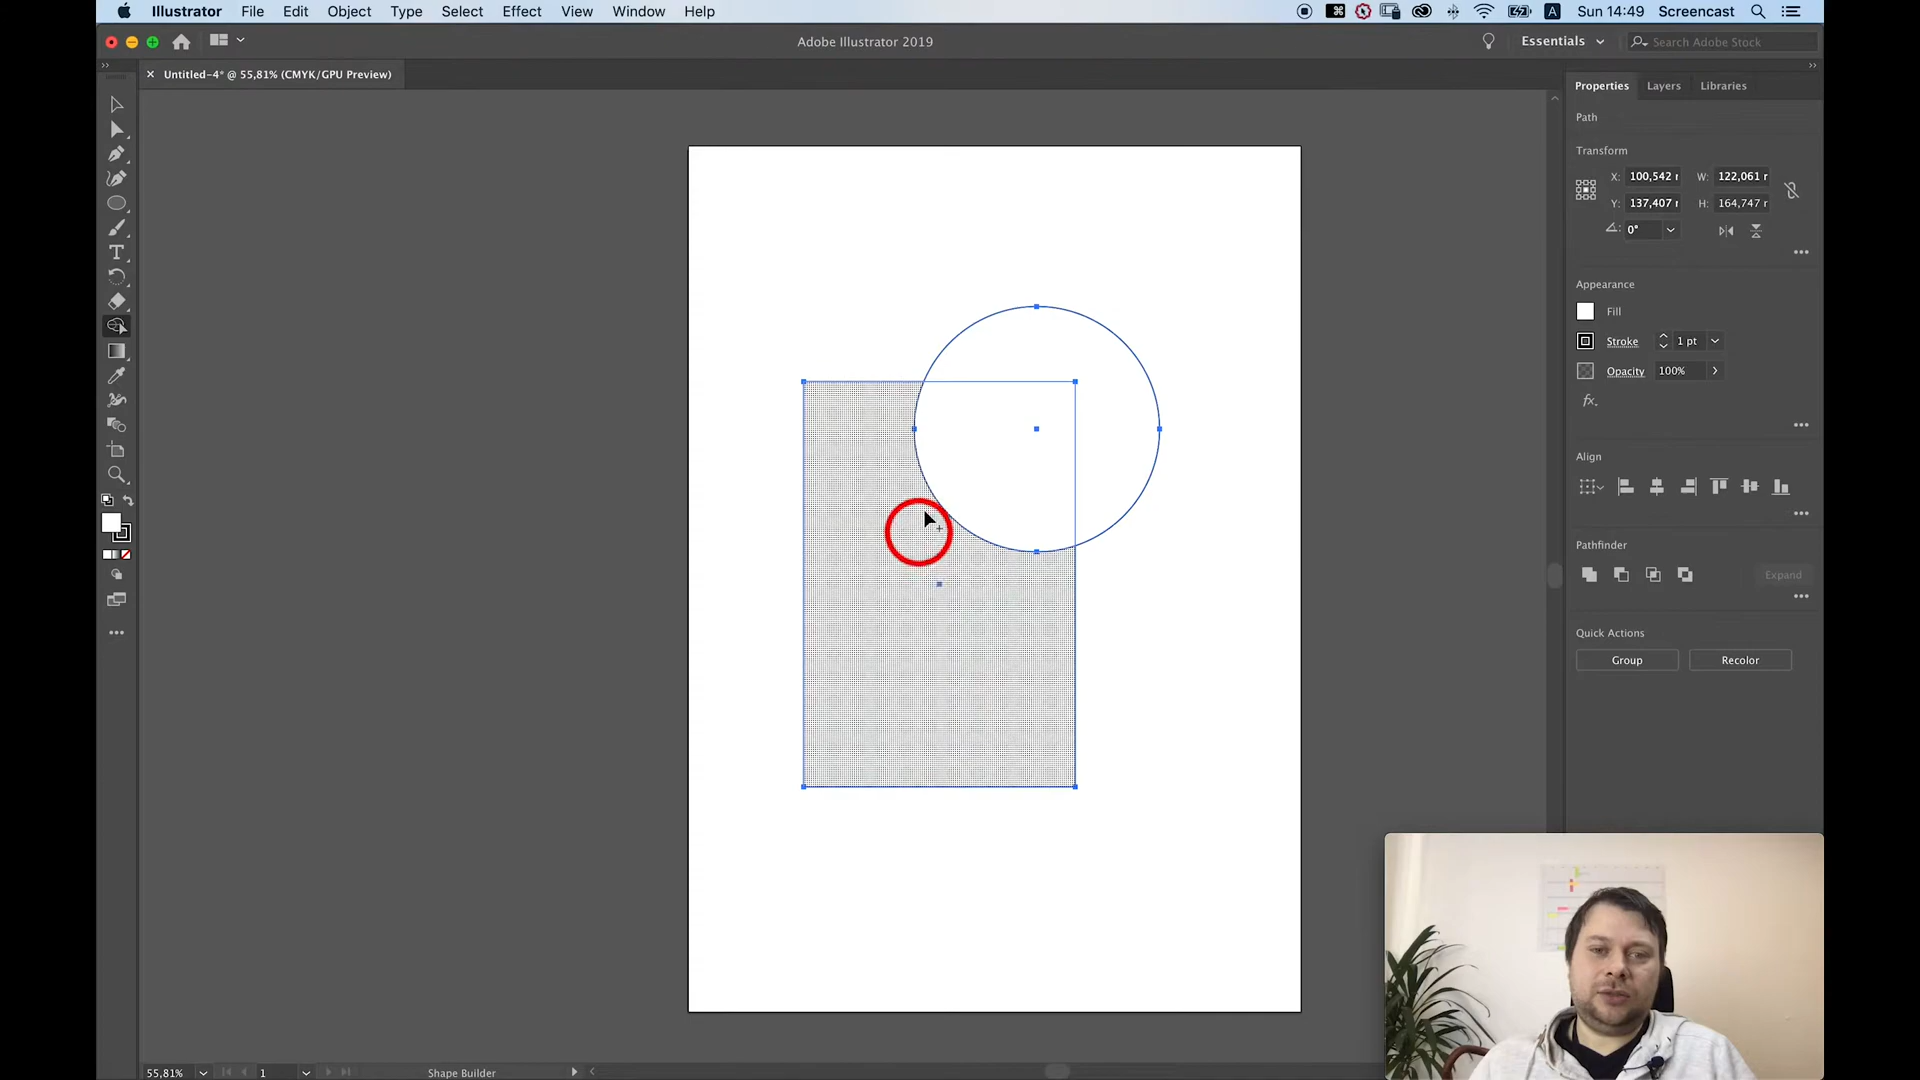 Illustrator File Edit Object Type Select Effect View Window Help
A Sun 14:49 Screencast
Adobe Illustrator 2019
Essentials
Search Adobe Stock
Untitled-4* @ 55,81% (CMYK/GPU Preview)
Properties Layers Libraries
Path
Transform
X: 100,542 r W: 122,061 r
Y: 137,407 r H: 164,747 r
0°
Appearance
Fill
Stroke 1 pt
Opacity 100%
fx.
Align
Pathfinder
Expand
Quick Actions
Group Recolor
55,81% 1 Shape Builder